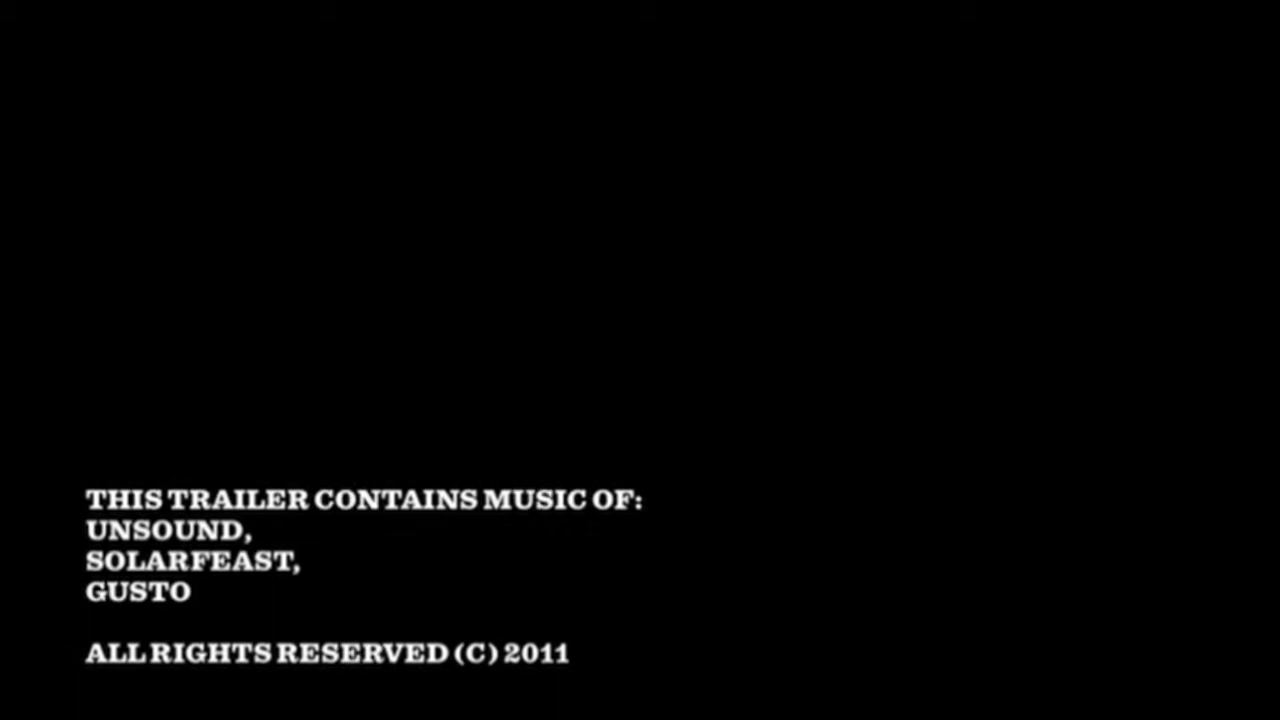 THIS TRAILER CONTAINS MUSIC OF:
UNSOUND,
SOLARFEAST,
GUSTO
ALL RIGHTS RESERVED (C) 2011